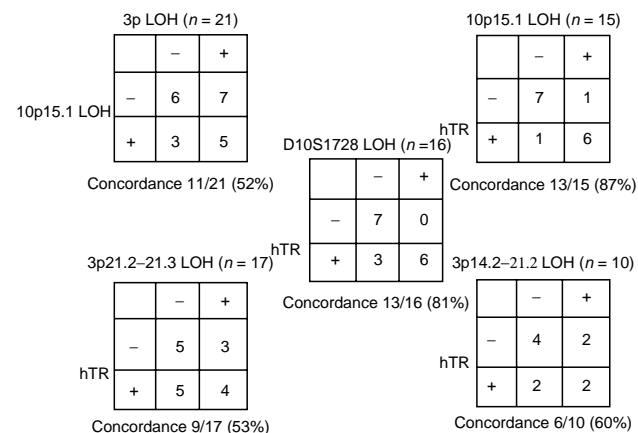 3p LOH (n = 21)
– +
10p15.1 LOH
– 6 7
+ 3 5
Concordance 11/21 (52%)
10p15.1 LOH (n = 15)
– +
– 7 1
hTR
+ 1 6
Concordance 13/15 (87%)
D10S1728 LOH (n =16)
– +
– 7 0
hTR
+ 3 6
Concordance 13/16 (81%)
3p21.2–21.3 LOH (n = 17)
– +
– 5 3
hTR
+ 5 4
Concordance 9/17 (53%)
3p14.2–21.2 LOH (n = 10)
– +
– 4 2
hTR
+ 2 2
Concordance 6/10 (60%)